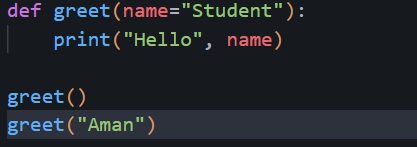 def greet(name="Student"):
    print("Hello", name)
greet()
greet("Aman")